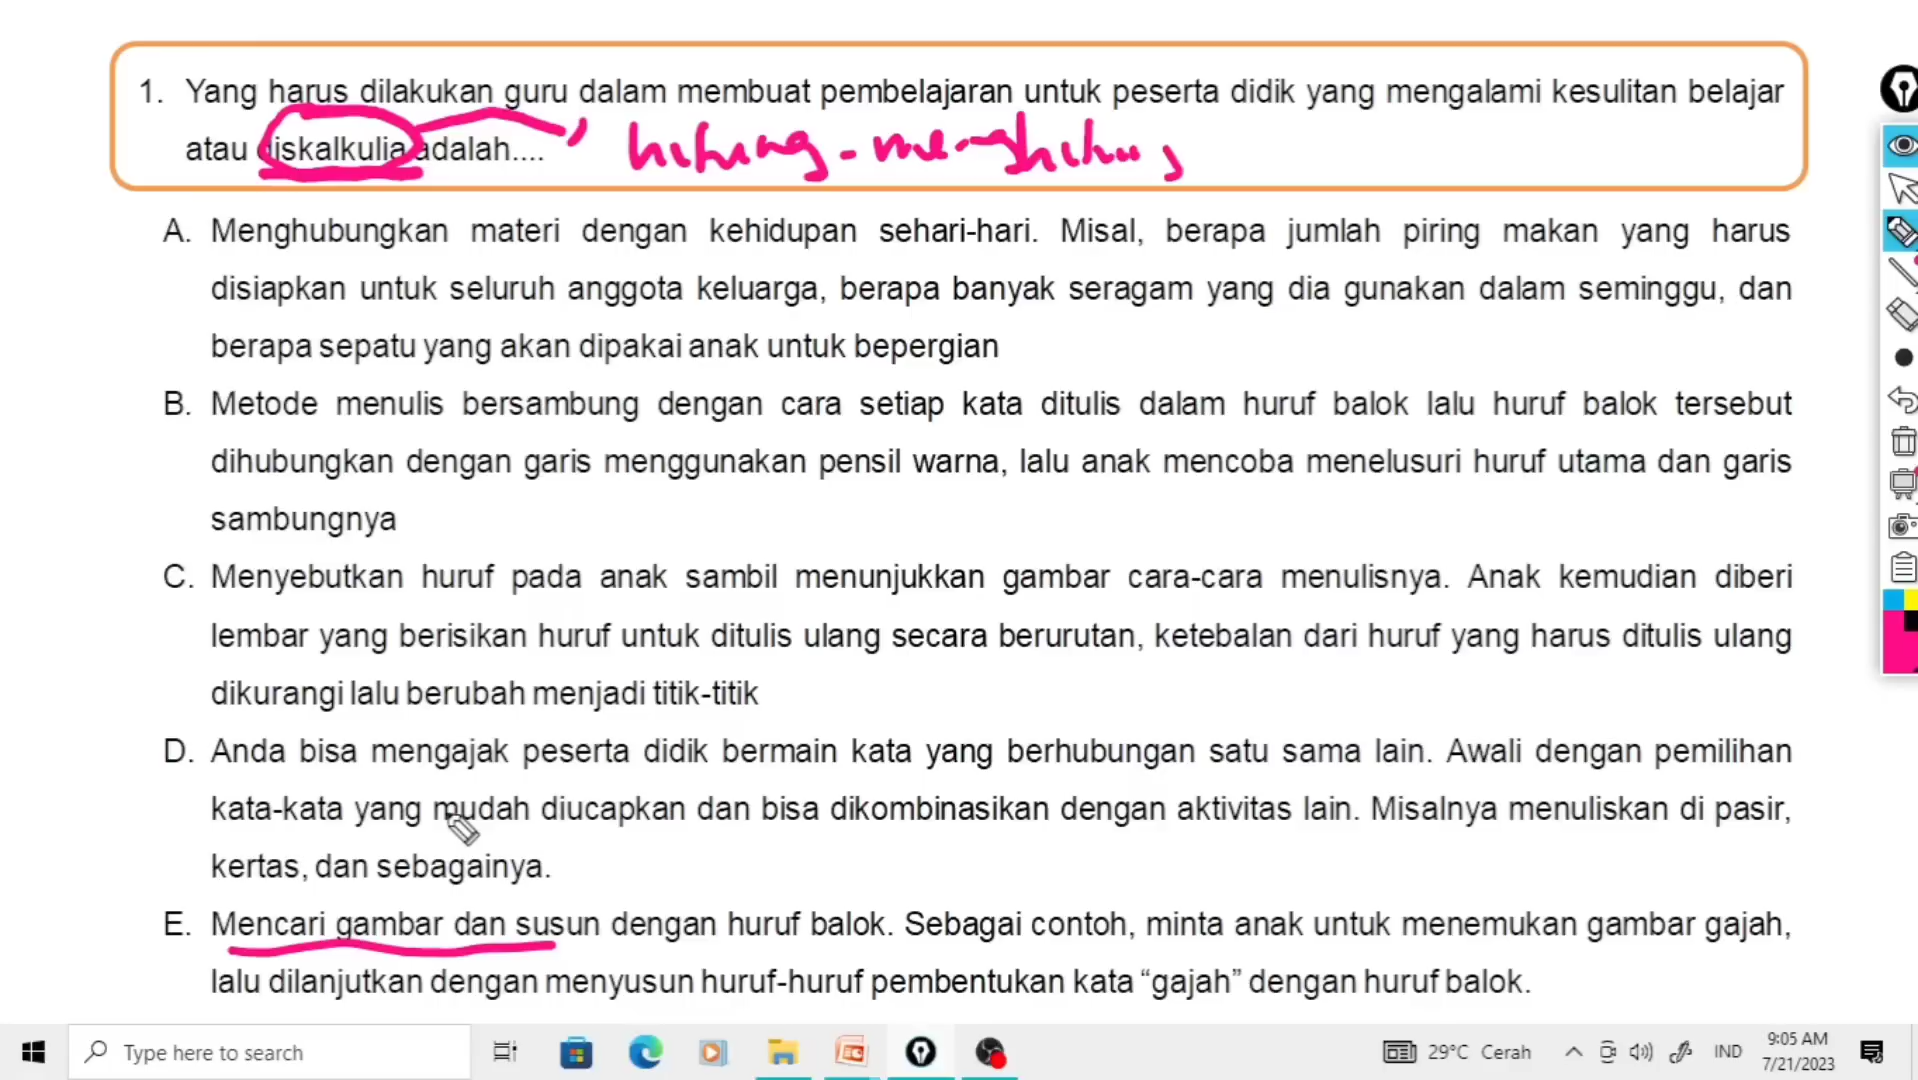 1. Yang harus dilakukan guru dalam membuat pembelajaran untuk peserta didik yang mengalami kesulitan belajar
atau diskalkulia adalah....
hitung-menghitung
A. Menghubungkan materi dengan kehidupan sehari-hari. Misal, berapa jumlah piring makan yang harus
disiapkan untuk seluruh anggota keluarga, berapa banyak seragam yang dia gunakan dalam seminggu, dan
berapa sepatu yang akan dipakai anak untuk bepergian
B. Metode menulis bersambung dengan cara setiap kata ditulis dalam huruf balok lalu huruf balok tersebut
dihubungkan dengan garis menggunakan pensil warna, lalu anak mencoba menelusuri huruf utama dan garis
sambungnya
C. Menyebutkan huruf pada anak sambil menunjukkan gambar cara-cara menulisnya. Anak kemudian diberi
lembar yang berisikan huruf untuk ditulis ulang secara berurutan, ketebalan dari huruf yang harus ditulis ulang
dikurangi lalu berubah menjadi titik-titik
D. Anda bisa mengajak peserta didik bermain kata yang berhubungan satu sama lain. Awali dengan pemilihan
kata-kata yang mudah diucapkan dan bisa dikombinasikan dengan aktivitas lain. Misalnya menuliskan di pasir,
kertas, dan sebagainya.
E. Mencari gambar dan susun dengan huruf balok. Sebagai contoh, minta anak untuk menemukan gambar gajah,
lalu dilanjutkan dengan menyusun huruf-huruf pembentukan kata “gajah” dengan huruf balok.
Type here to search
29°C Cerah
IND
9:05 AM
7/21/2023